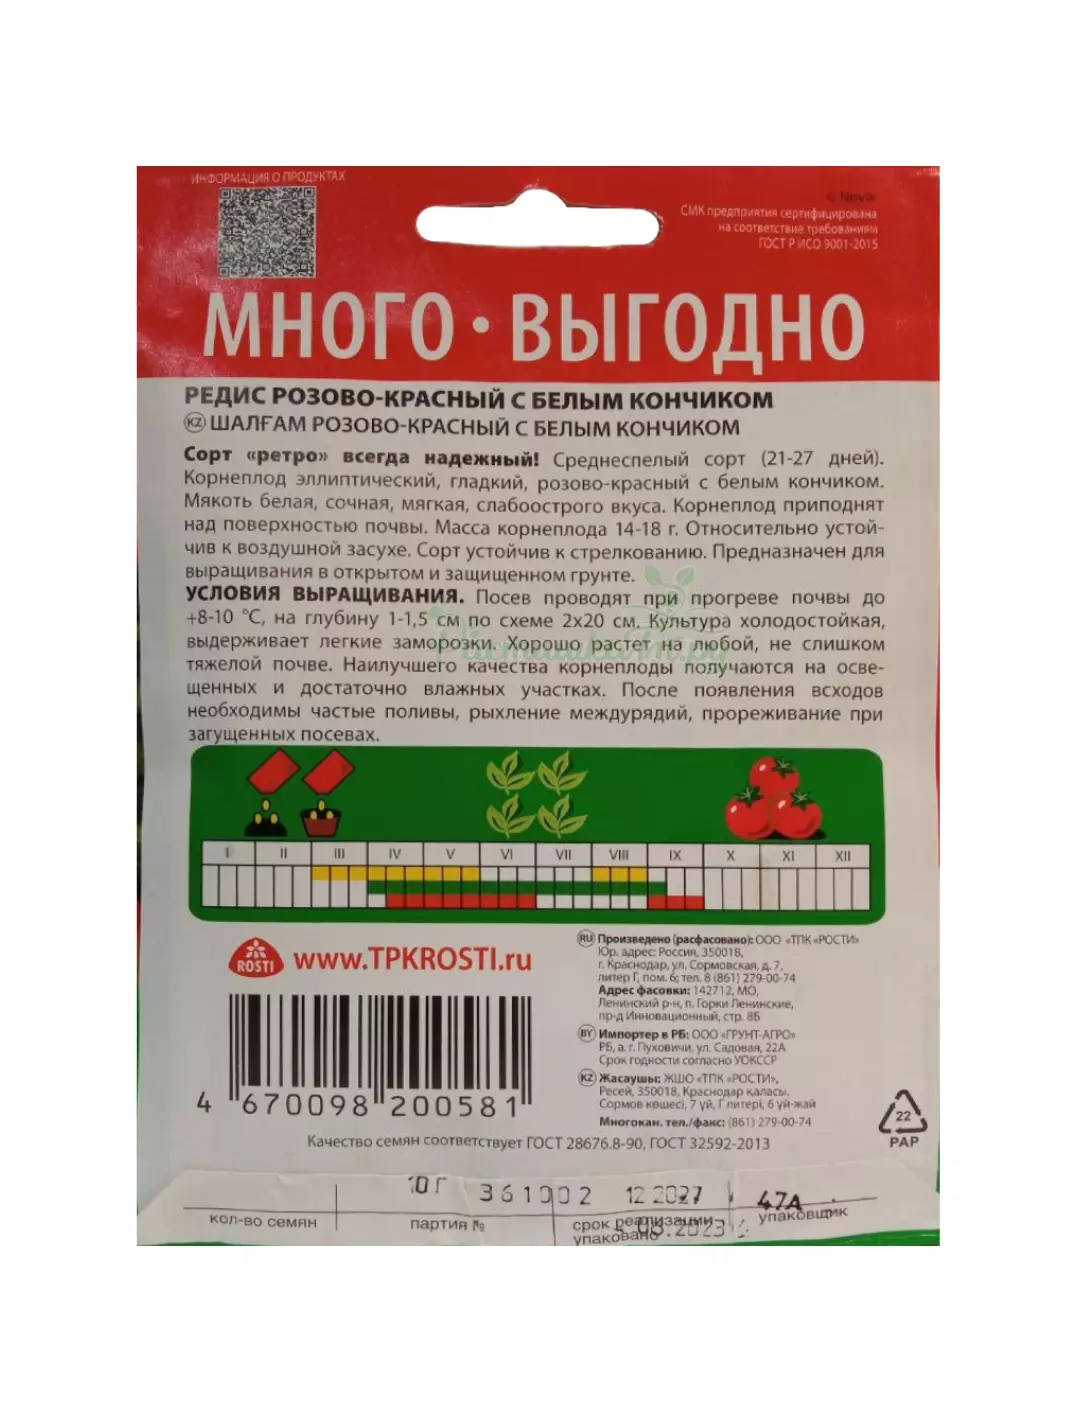 ИНФОРМАЦИЯ О ПРОДУКТАХ
© Novik
СМК предприятия сертифицирована
на соответствие требованиям
ГОСТ Р ИСО 9001-2015
МНОГО • ВЫГОДНО
РЕДИС РОЗОВО-КРАСНЫЙ С БЕЛЫМ КОНЧИКОМ
KZ ШАЛҒАМ РОЗОВО-КРАСНЫЙ С БЕЛЫМ КОНЧИКОМ
Сорт «ретро» всегда надежный! Среднеспелый сорт (21-27 дней).
Корнеплод эллиптический, гладкий, розово-красный с белым кончиком.
Мякоть белая, сочная, мягкая, слабоострого вкуса. Корнеплод приподнят
над поверхностью почвы. Масса корнеплода 14-18 г. Относительно устой-
чив к воздушной засухе. Сорт устойчив к стрелкованию. Предназначен для
выращивания в открытом и защищенном грунте.
УСЛОВИЯ ВЫРАЩИВАНИЯ. Посев проводят при прогреве почвы до
+8-10 °С, на глубину 1-1,5 см по схеме 2х20 см. Культура холодостойкая,
выдерживает легкие заморозки. Хорошо растет на любой, не слишком
тяжелой почве. Наилучшего качества корнеплоды получаются на осве-
щенных и достаточно влажных участках. После появления всходов
необходимы частые поливы, рыхление междурядий, прореживание при
загущенных посевах.
I II III IV V VI VII VIII IX X XI XII
ROSTI www.TPKROSTI.ru
RU Произведено (расфасовано): ООО «ТПК «РОСТИ»
Юр. адрес: Россия, 350018,
г. Краснодар, ул. Сормовская, д. 7,
литер Г, пом. 6; тел. 8 (861) 279-00-74
Адрес фасовки: 142712, МО,
Ленинский р-н, п. Горки Ленинские,
пр-д Инновационный, стр. 8Б
BY Импортер в РБ: ООО «ГРУНТ-АГРО»
РБ, а. г. Пуховичи, ул. Садовая, 22А
Срок годности согласно УОКССР
KZ Жасаушы: ЖШО «ТПК «РОСТИ»,
Ресей, 350018, Краснодар қаласы,
Сормов көшесі, 7 үй, Г литері, 6 үй-жай
Многокан. тел./факс: (861) 279-00-74
4 670098 200581
22
PAP
Качество семян соответствует ГОСТ 28676.8-90, ГОСТ 32592-2013
10 Г 361002 12 2027 47А
кол-во семян партия № срок реализации упаковщик
упаковано 08.2023